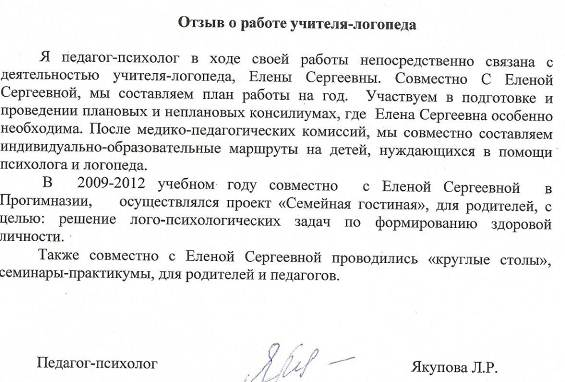 Отзыв о работе учителя-логопеда
Я педагог-психолог в ходе своей работы непосредственно связана с
деятельностью учителя-логопеда, Елены Сергеевны. Совместно С Еленой
Сергеевной, мы составляем план работы на год. Участвуем в подготовке и
проведении плановых и неплановых консилиумах, где Елена Сергеевна особенно
необходима. После медико-педагогических комиссий, мы совместно составляем
индивидуально-образовательные маршруты на детей, нуждающихся в помощи
психолога и логопеда.
В 2009-2012 учебном году совместно с Еленой Сергеевной в
Прогимназии, осуществлялся проект «Семейная гостиная», для родителей, с
целью: решение лого-психологических задач по формированию здоровой
личности.
Также совместно с Еленой Сергеевной проводились «круглые столы»,
семинары-практикумы, для родителей и педагогов.
Педагог-психолог Якупова Л.Р.